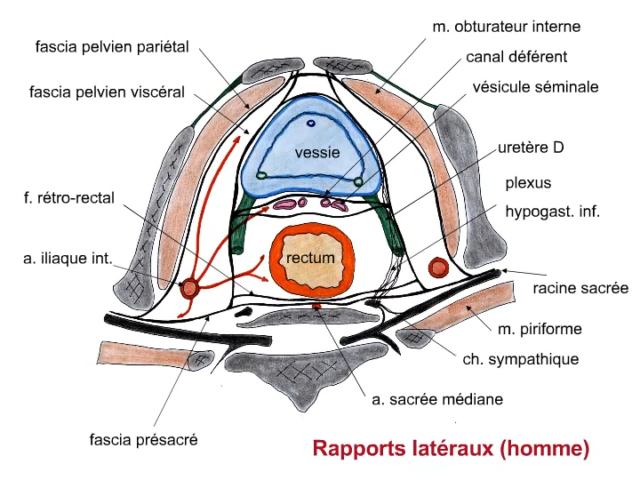 m. obturateur interne
fascia pelvien pariétal
canal déférent
fascia pelvien viscéral
vésicule séminale
vessie
uretère D
plexus
hypogast. inf.
f. rétro-rectal
a. iliaque int.
rectum
racine sacrée
m. piriforme
ch. sympathique
a. sacrée médiane
fascia présacré
Rapports latéraux (homme)